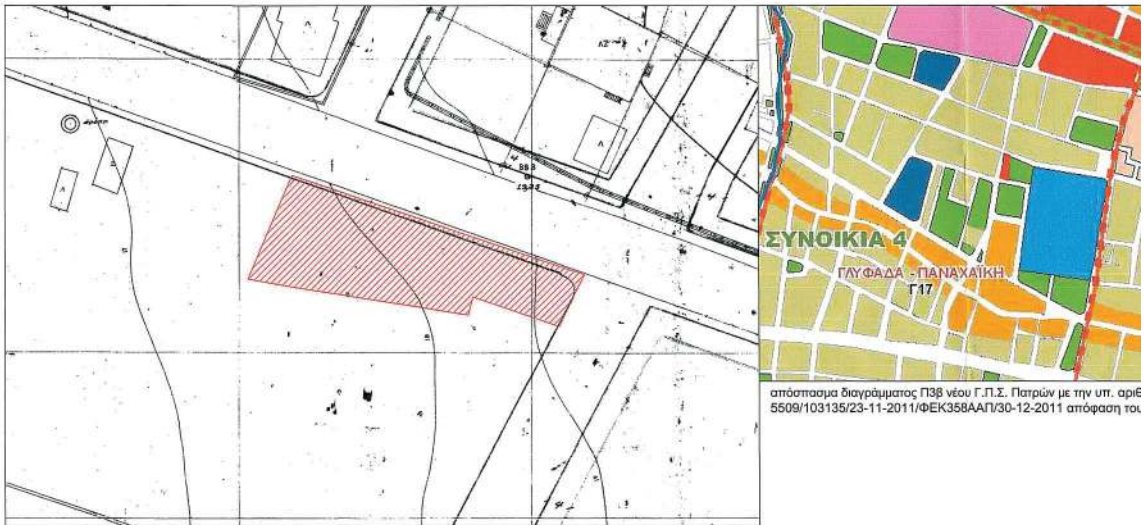 Λ
Λ
Λ
ΣΥΝΟΙΚΙΑ 4
ΓΛΥΦΑΔΑ - ΠΑΝΑΧΑΪΚΗ
Γ17
απόσπασμα διαγράμματος Π3β νέου Γ.Π.Σ. Πατρών με την υπ. αριθ
5509/103135/23-11-2011/ΦΕΚ358ΑΑΠ/30-12-2011 απόφαση του